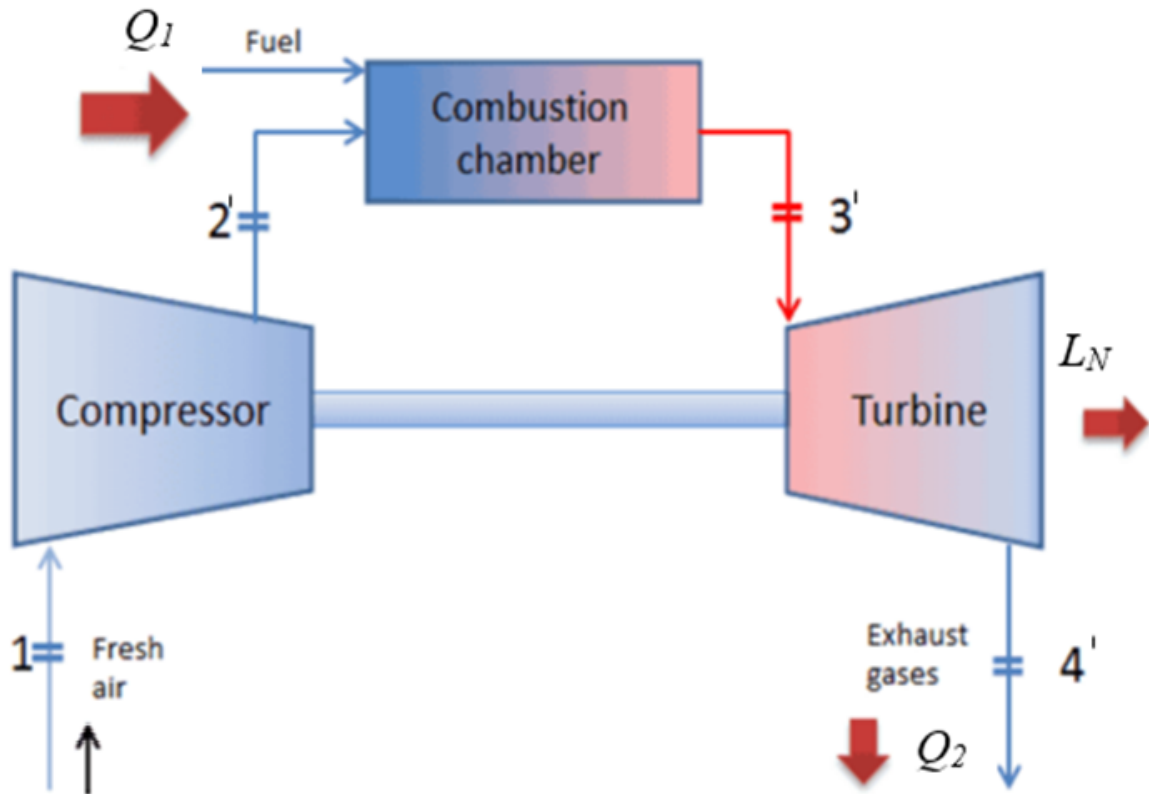 Q1
Fuel
Combustion
chamber
2'
3'
Compressor
Turbine
LN
1
Fresh
air
Exhaust
gases
4'
Q2